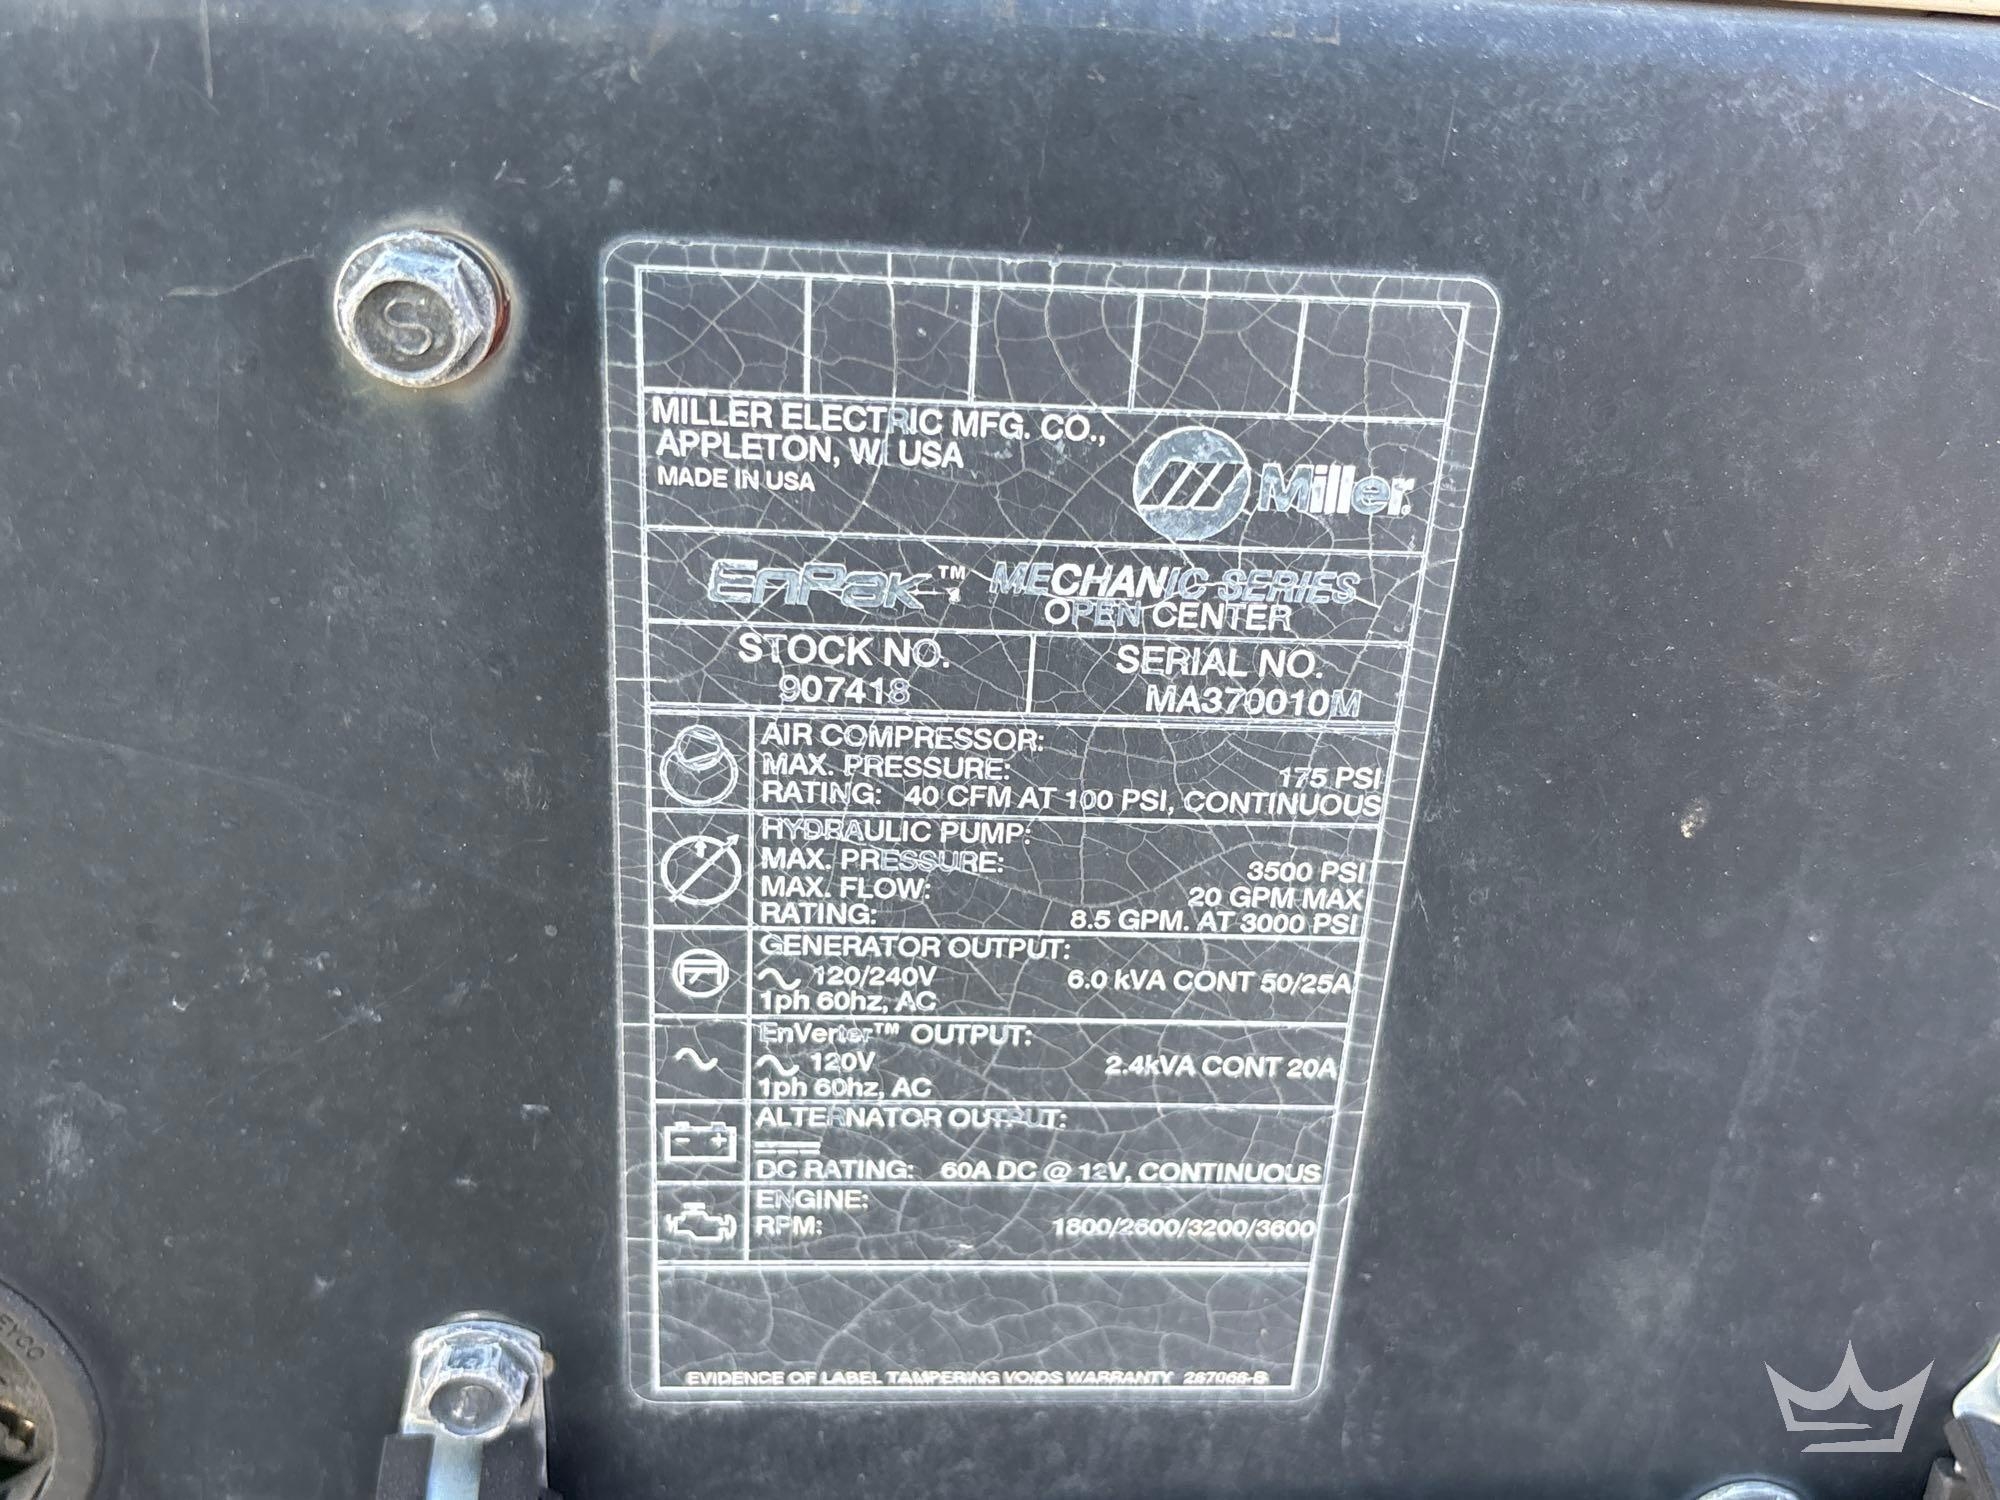 S
MILLER ELECTRIC MFG. CO.,
APPLETON, WI USA
MADE IN USA
Miller®
EnPak™ MECHANIC SERIES
OPEN CENTER
STOCK NO.
907418
SERIAL NO.
MA370010M
AIR COMPRESSOR:
MAX. PRESSURE: 175 PSI
RATING: 40 CFM AT 100 PSI, CONTINUOUS
HYDRAULIC PUMP:
MAX. PRESSURE: 3500 PSI
MAX. FLOW: 20 GPM MAX
RATING: 8.5 GPM. AT 3000 PSI
GENERATOR OUTPUT:
120/240V 6.0 kVA CONT 50/25A
1ph 60hz, AC
EnVerter™ OUTPUT:
120V 2.4kVA CONT 20A
1ph 60hz, AC
ALTERNATOR OUTPUT:
DC RATING: 60A DC @ 12V, CONTINUOUS
ENGINE:
RPM: 1800/2600/3200/3600
EVIDENCE OF LABEL TAMPERING VOIDS WARRANTY 267066-B